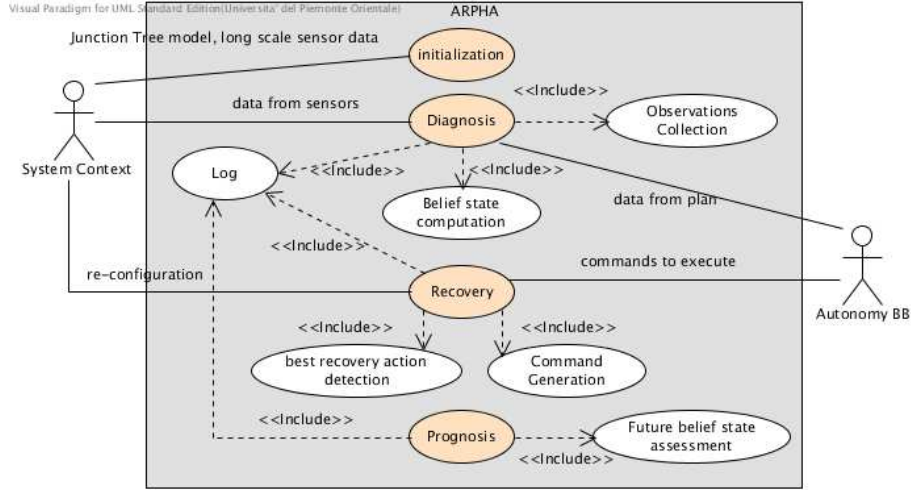 Visual Paradigm for UML Standard Edition(Universita' del Piemonte Orientale)
ARPHA
Junction Tree model, long scale sensor data
initialization
<<Include>>
data from sensors
Diagnosis
Observations
Collection
System Context
Log
<<Include>>
<<Include>>
Belief state
computation
data from plan
<<Include>>
re-configuration
commands to execute
Recovery
Autonomy BB
<<Include>>
<<Include>>
best recovery action
detection
Command
Generation
<<Include>>
Prognosis
Future belief state
assessment
<<Include>>